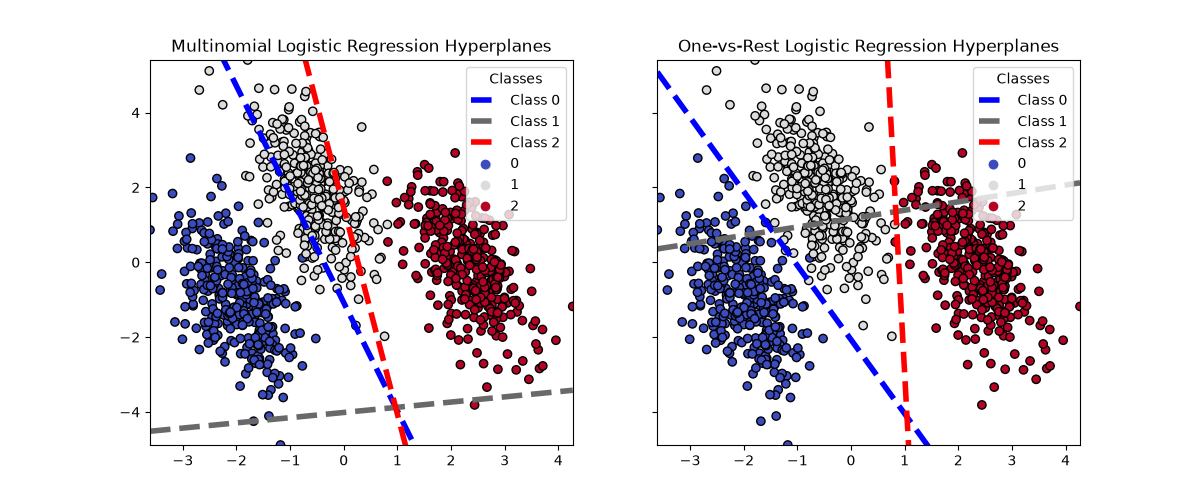 Multinomial Logistic Regression Hyperplanes
Classes
Class 0
Class 1
Class 2
0
1
2
4
2
0
−2
−4
−3
−2
−1
0
1
2
3
4
One-vs-Rest Logistic Regression Hyperplanes
Classes
Class 0
Class 1
Class 2
0
1
2
−3
−2
−1
0
1
2
3
4